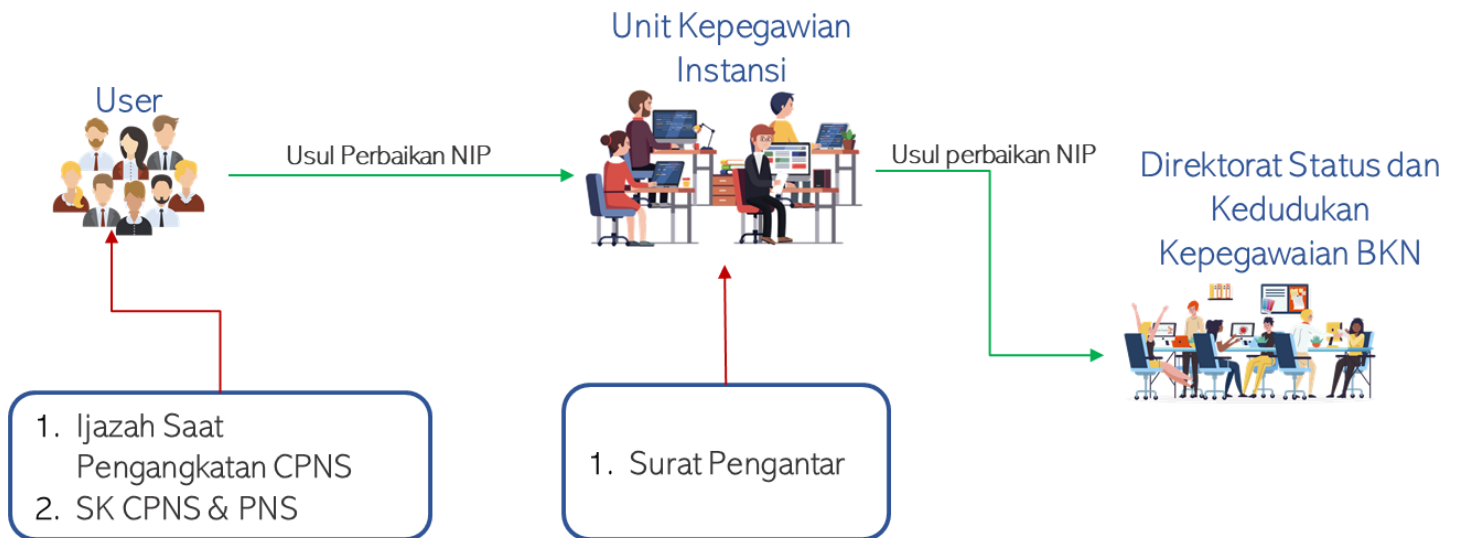 Unit Kepegawian
Instansi
User
Usul Perbaikan NIP
Usul perbaikan NIP
Direktorat Status dan
Kedudukan
Kepegawaian BKN
1. Ijazah Saat
Pengangkatan CPNS
2. SK CPNS & PNS
1. Surat Pengantar